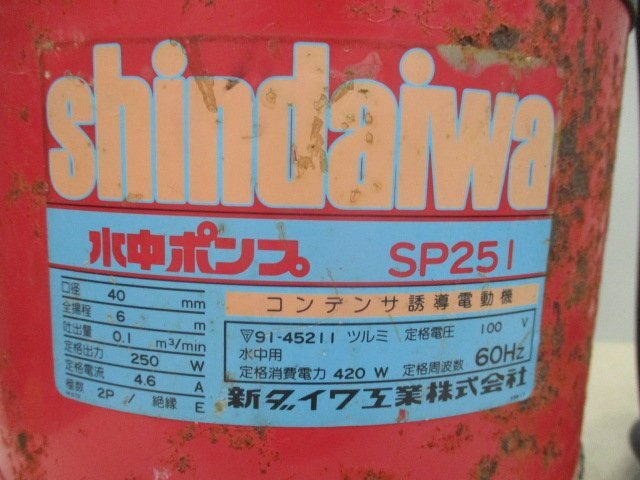 shindaiwa
水中ポンプ SP251
口径 40 mm
全揚程 6 m
吐出量 0.1 m³/min
定格出力 250 W
定格電流 4.6 A
極数 2P / 絶縁 E
コンデンサ誘導電動機
▽91-45211 ツルミ 定格電圧 100 V
水中用 定格周波数 60Hz
定格消費電力 420 W
新ダイワ工業株式会社